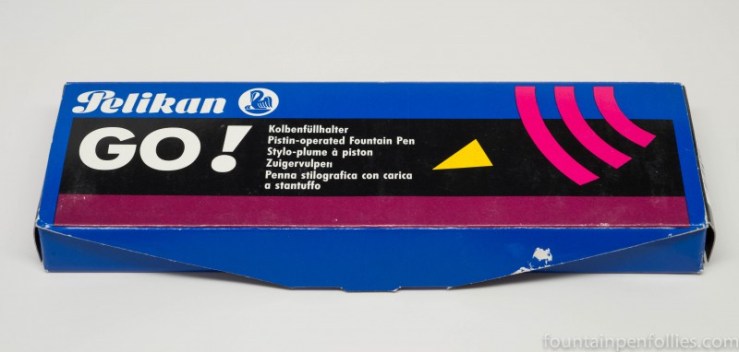 Pelikan
GO!
Kolbenfüllhalter
Pistin-operated Fountain Pen
Stylo-plume à piston
Zuigervulpen
Penna stilografica con carica
a stantuffo
fountainpenfollies.com